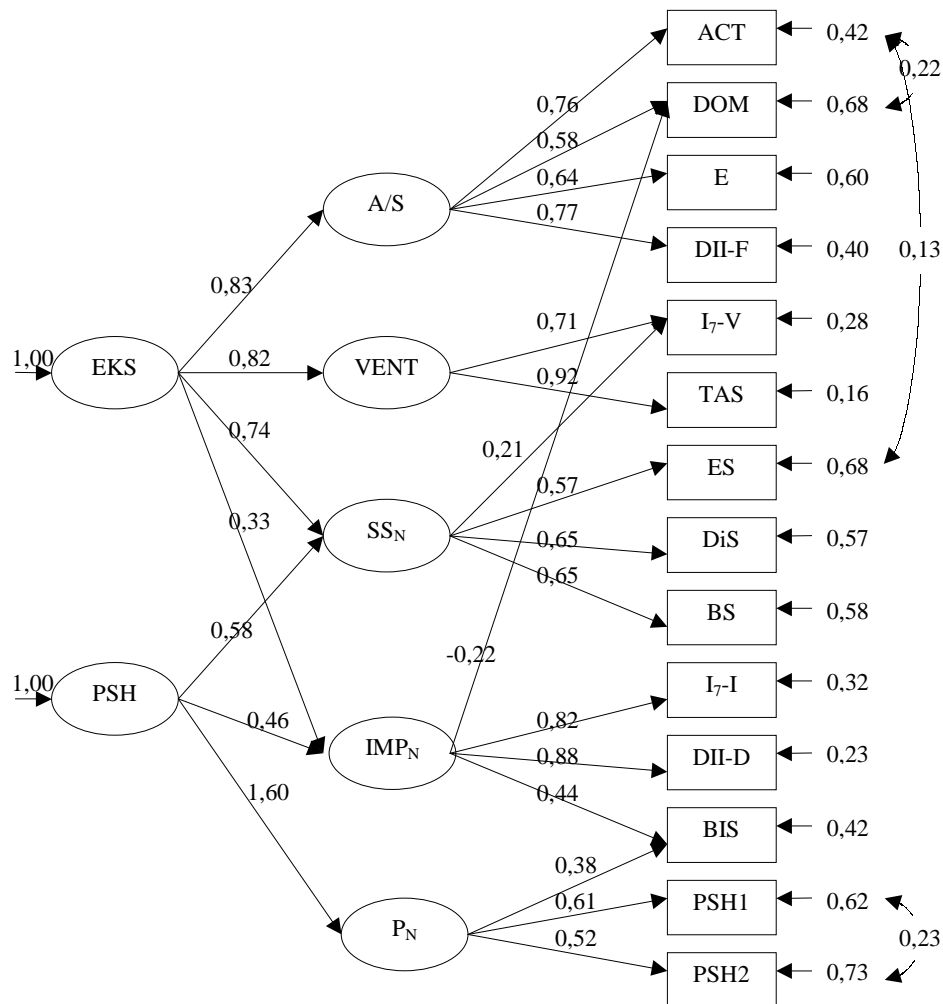 ACT
0,42
0,22
0,76
DOM
0,68
0,58
A/S
0,64
E
0,60
0,77
DII-F
0,40
0,13
0,83
I₇-V
0,28
0,71
1,00
EKS
0,82
VENT
0,92
TAS
0,16
0,74
0,21
ES
0,68
0,57
0,33
SS_N
DiS
0,57
0,65
0,65
BS
0,58
0,58
-0,22
1,00
PSH
I₇-I
0,32
0,46
0,82
IMP_N
0,88
DII-D
0,23
1,60
0,44
BIS
0,42
0,38
P_N
0,61
PSH1
0,62
0,52
0,23
PSH2
0,73